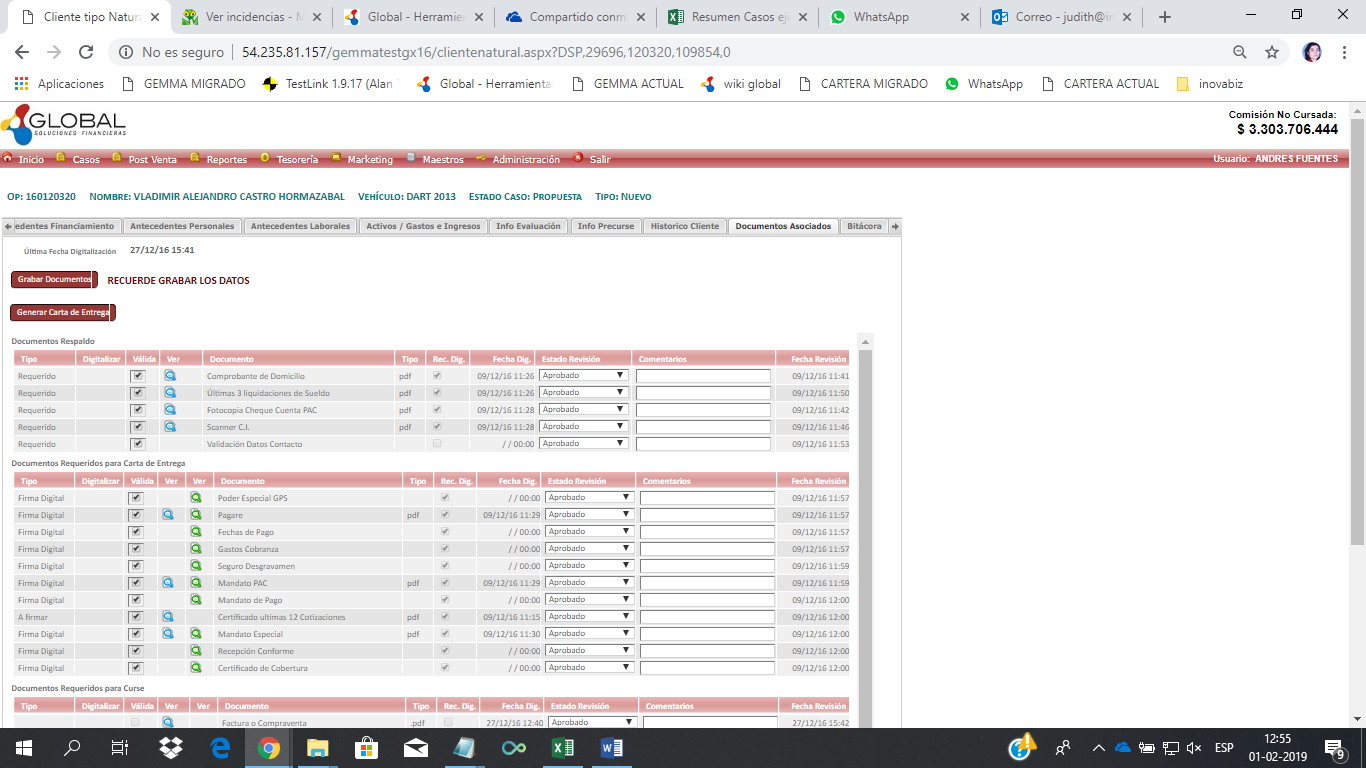 Cliente tipo Natur
Ver incidencias - M
Global - Herramien
Compartido conm
Resumen Casos eje
WhatsApp
Correo - judith@in
No es seguro 54.235.81.157/gemmatestgx16/clientenatural.aspx?DSP,29696,120320,109854,0
Aplicaciones GEMMA MIGRADO TestLink 1.9.17 (Alan Global - Herramienta GEMMA ACTUAL wiki global CARTERA MIGRADO WhatsApp CARTERA ACTUAL inovabiz
GLOBAL
SOLUCIONES FINANCIERAS
Comisión No Cursada:
$ 3.303.706.444
Inicio Casos Post Venta Reportes Tesorería Marketing Maestros Administración Salir Usuario: ANDRES FUENTES
OP: 160120320 NOMBRE: VLADIMIR ALEJANDRO CASTRO HORMAZABAL VEHÍCULO: DART 2013 ESTADO CASO: PROPUESTA TIPO: NUEVO
edentes Financiamiento Antecedentes Personales Antecedentes Laborales Activos / Gastos e Ingresos Info Evaluación Info Precurse Historico Cliente Documentos Asociados Bitácora
Última Fecha Digitalización 27/12/16 15:41
Grabar Documentos RECUERDE GRABAR LOS DATOS
Generar Carta de Entrega
Documentos Respaldo
Tipo Digitalizar Válida Ver Documento Tipo Rec. Dig. Fecha Dig. Estado Revisión Comentarios Fecha Revisión
Requerido Comprobante de Domicilio pdf 09/12/16 11:26 Aprobado 09/12/16 11:41
Requerido Últimas 3 liquidaciones de Sueldo pdf 09/12/16 11:26 Aprobado 09/12/16 11:50
Requerido Fotocopia Cheque Cuenta PAC pdf 09/12/16 11:28 Aprobado 09/12/16 11:42
Requerido Scanner C.I. pdf 09/12/16 11:28 Aprobado 09/12/16 11:46
Requerido Validación Datos Contacto / / 00:00 Aprobado 09/12/16 11:53
Documentos Requeridos para Carta de Entrega
Tipo Digitalizar Válida Ver Ver Documento Tipo Rec. Dig. Fecha Dig. Estado Revisión Comentarios Fecha Revisión
Firma Digital Poder Especial GPS / / 00:00 Aprobado 09/12/16 11:57
Firma Digital Pagare pdf 09/12/16 11:29 Aprobado 09/12/16 11:57
Firma Digital Fechas de Pago / / 00:00 Aprobado 09/12/16 11:57
Firma Digital Gastos Cobranza / / 00:00 Aprobado 09/12/16 11:57
Firma Digital Seguro Desgravamen / / 00:00 Aprobado 09/12/16 11:59
Firma Digital Mandato PAC pdf 09/12/16 11:29 Aprobado 09/12/16 11:59
Firma Digital Mandato de Pago / / 00:00 Aprobado 09/12/16 12:00
A firmar Certificado ultimas 12 Cotizaciones pdf 09/12/16 11:15 Aprobado 09/12/16 12:00
Firma Digital Mandato Especial pdf 09/12/16 11:30 Aprobado 09/12/16 12:00
Firma Digital Recepción Conforme / / 00:00 Aprobado 09/12/16 12:00
Firma Digital Certificado de Cobertura / / 00:00 Aprobado 09/12/16 12:00
Documentos Requeridos para Curse
Tipo Digitalizar Válida Ver Ver Documento Tipo Rec. Dig. Fecha Dig. Estado Revisión Comentarios Fecha Revisión
Factura o Compraventa .pdf 27/12/16 12:40 Aprobado 27/12/16 15:42
ESP
12:55
01-02-2019
9